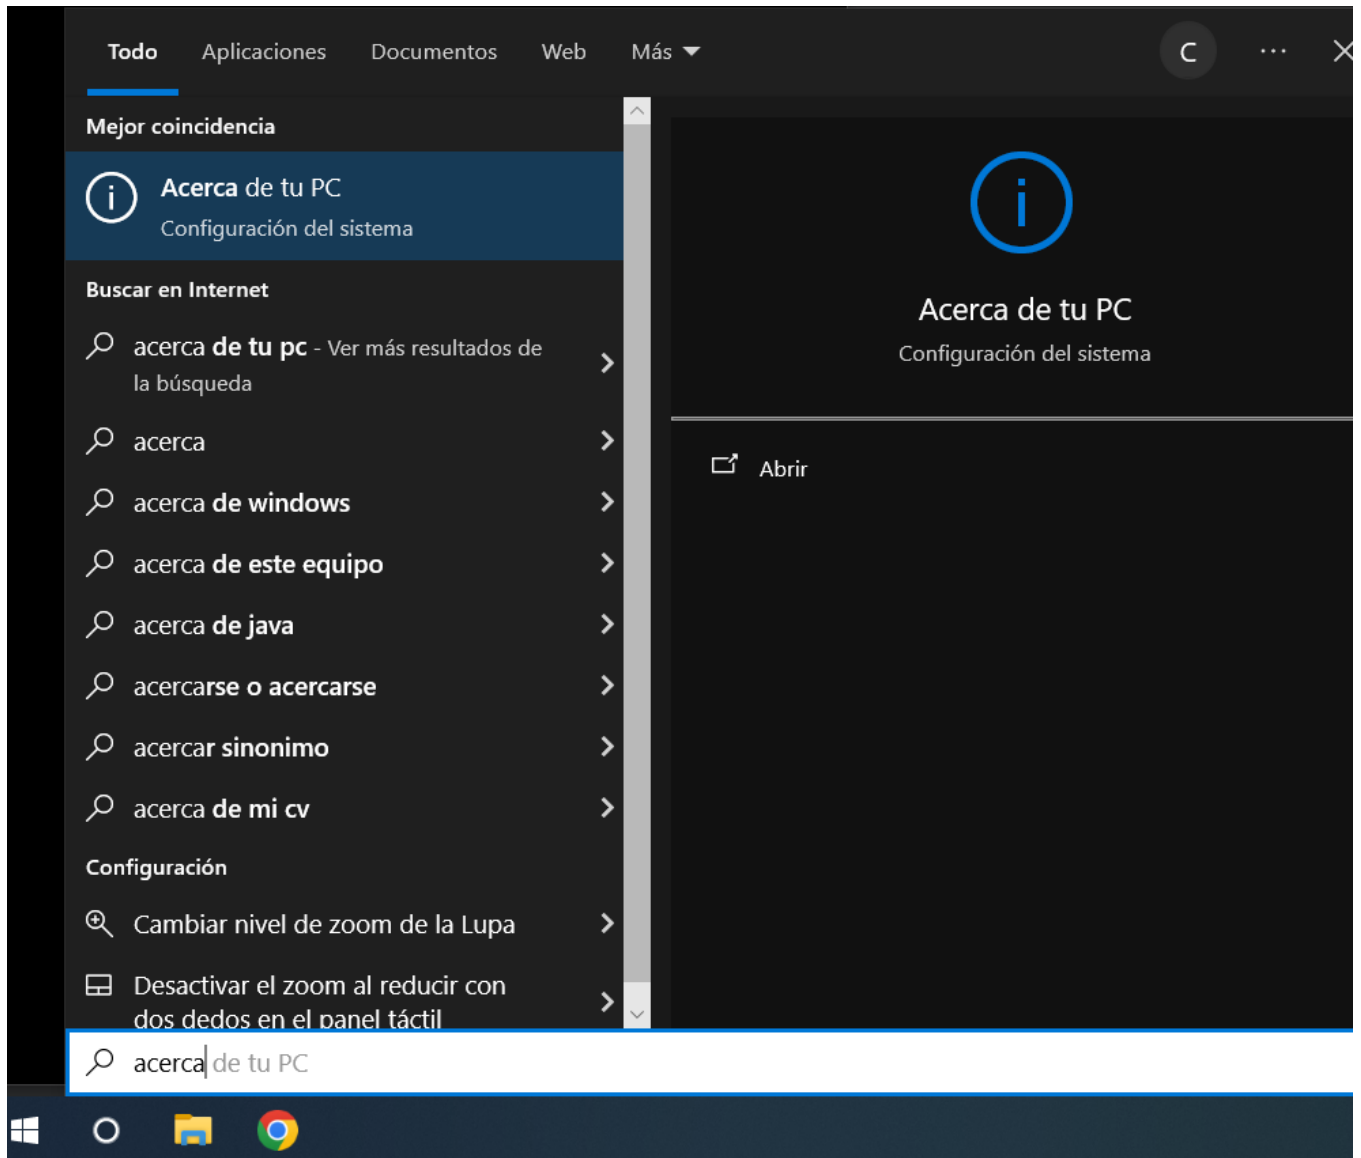 Todo Aplicaciones Documentos Web Más C
Mejor coincidencia
Acerca de tu PC
Configuración del sistema
Buscar en Internet
acerca de tu pc - Ver más resultados de
la búsqueda
acerca
acerca de windows
acerca de este equipo
acerca de java
acercarse o acercarse
acercar sinonimo
acerca de mi cv
Configuración
Cambiar nivel de zoom de la Lupa
Desactivar el zoom al reducir con
dos dedos en el panel táctil
Acerca de tu PC
Configuración del sistema
Abrir
acerca de tu PC